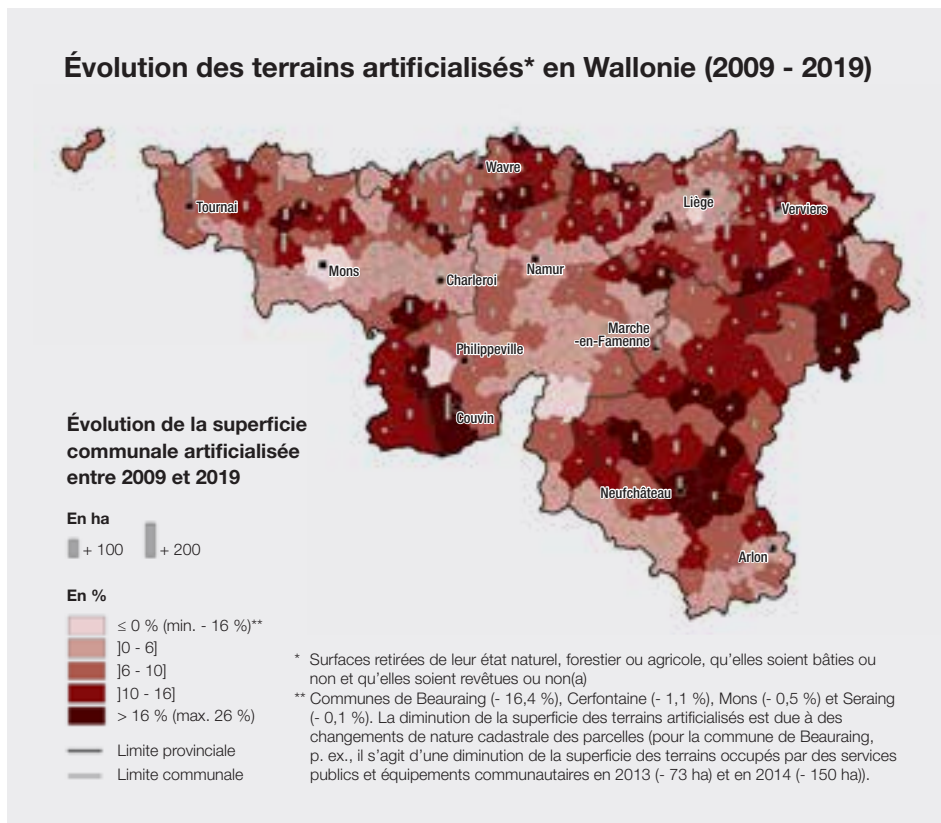 Évolution des terrains artificialisés* en Wallonie (2009 - 2019)
Wavre
Liège
Verviers
Tournai
Mons
Charleroi
Namur
Marche
-en-Famenne
Philippeville
Couvin
Neufchâteau
Arlon
Évolution de la superficie
communale artificialisée
entre 2009 et 2019
En ha
+ 100
+ 200
En %
≤ 0 % (min. - 16 %)**
]0 - 6]
]6 - 10]
]10 - 16]
> 16 % (max. 26 %)
Limite provinciale
Limite communale
* Surfaces retirées de leur état naturel, forestier ou agricole, qu'elles soient bâties ou
non et qu'elles soient revêtues ou non(a)
** Communes de Beauraing (- 16,4 %), Cerfontaine (- 1,1 %), Mons (- 0,5 %) et Seraing
(- 0,1 %). La diminution de la superficie des terrains artificialisés est due à des
changements de nature cadastrale des parcelles (pour la commune de Beauraing,
p. ex., il s'agit d'une diminution de la superficie des terrains occupés par des services
publics et équipements communautaires en 2013 (- 73 ha) et en 2014 (- 150 ha)).